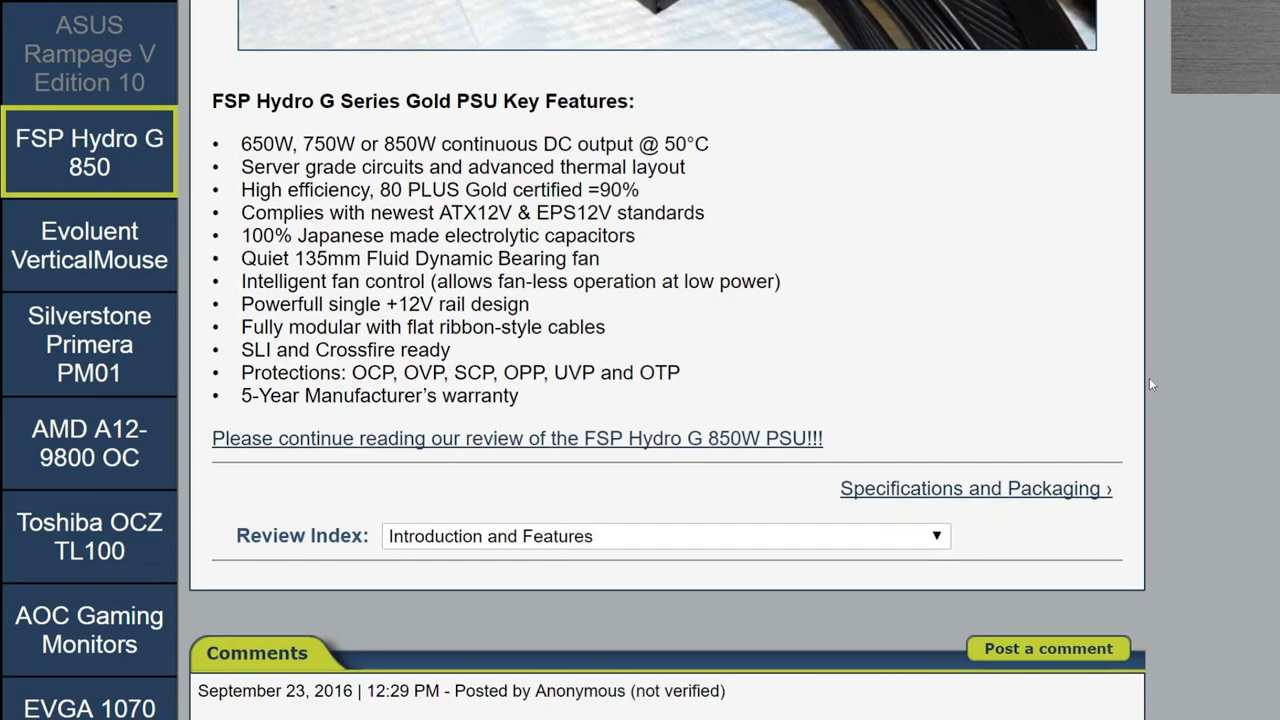 ASUS
Rampage V
Edition 10
FSP Hydro G
850
Evoluent
VerticalMouse
Silverstone
Primera
PM01
AMD A12-
9800 OC
Toshiba OCZ
TL100
AOC Gaming
Monitors
EVGA 1070
FSP Hydro G Series Gold PSU Key Features:
• 650W, 750W or 850W continuous DC output @ 50°C
• Server grade circuits and advanced thermal layout
• High efficiency, 80 PLUS Gold certified =90%
• Complies with newest ATX12V & EPS12V standards
• 100% Japanese made electrolytic capacitors
• Quiet 135mm Fluid Dynamic Bearing fan
• Intelligent fan control (allows fan-less operation at low power)
• Powerfull single +12V rail design
• Fully modular with flat ribbon-style cables
• SLI and Crossfire ready
• Protections: OCP, OVP, SCP, OPP, UVP and OTP
• 5-Year Manufacturer’s warranty
Please continue reading our review of the FSP Hydro G 850W PSU!!!
Specifications and Packaging ›
Review Index: Introduction and Features
Comments
Post a comment
September 23, 2016 | 12:29 PM - Posted by Anonymous (not verified)